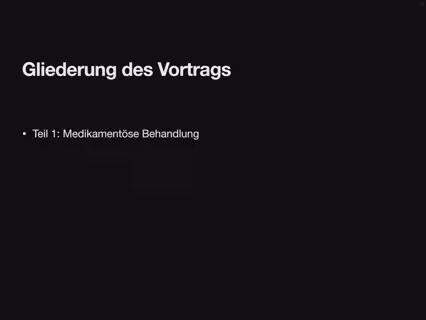 Gliederung des Vortrags
• Teil 1: Medikamentöse Behandlung